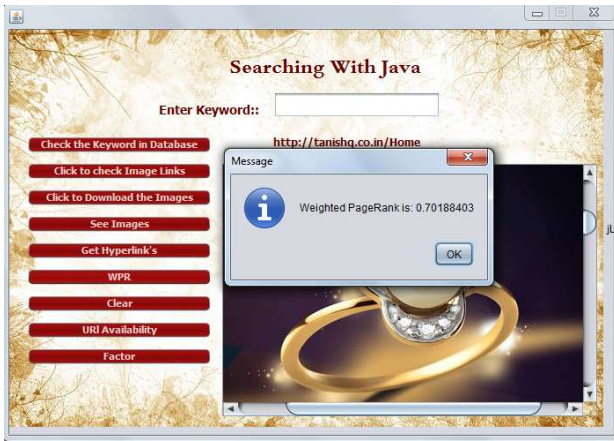 Searching With Java
Enter Keyword::
Check the Keyword in Database
http://tanishq.co.in/Home
Click to check Image Links
Click to Download the Images
See Images
Get Hyperlink's
WPR
Clear
URl Availability
Factor
Message
Weighted PageRank is: 0.70188403
OK